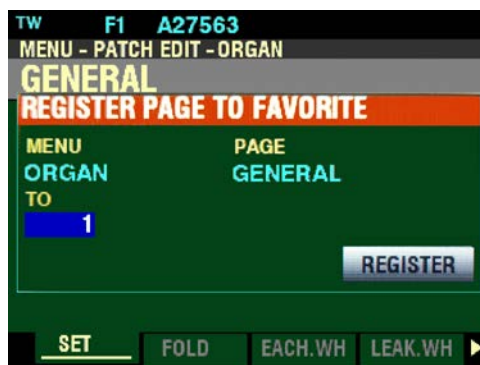 TW F1 A27563
MENU - PATCH EDIT - ORGAN
GENERAL
REGISTER PAGE TO FAVORITE
MENU PAGE
ORGAN GENERAL
TO
1
REGISTER
SET FOLD EACH.WH LEAK.WH